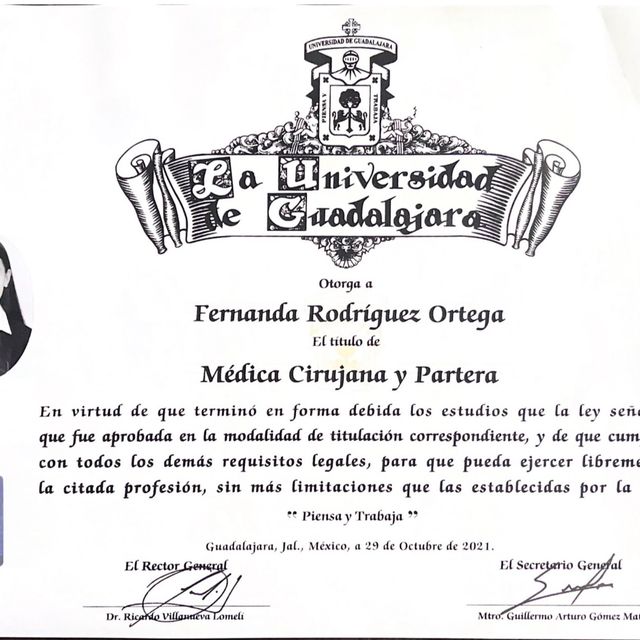 UNIVERSIDAD DE GUADALAJARA
PIENSA Y TRABAJA
La Universidad
de Guadalajara
Otorga a
Fernanda Rodríguez Ortega
El título de
Médica Cirujana y Partera
En virtud de que terminó en forma debida los estudios que la ley seña
que fue aprobada en la modalidad de titulación correspondiente, y de que cum
con todos los demás requisitos legales, para que pueda ejercer libreme
la citada profesión, sin más limitaciones que las establecidas por la
“ Piensa y Trabaja ”
Guadalajara, Jal., México, a 29 de Octubre de 2021.
El Rector General
El Secretario General
Dr. Ricardo Villanueva Lomelí
Mtro. Guillermo Arturo Gómez Mat